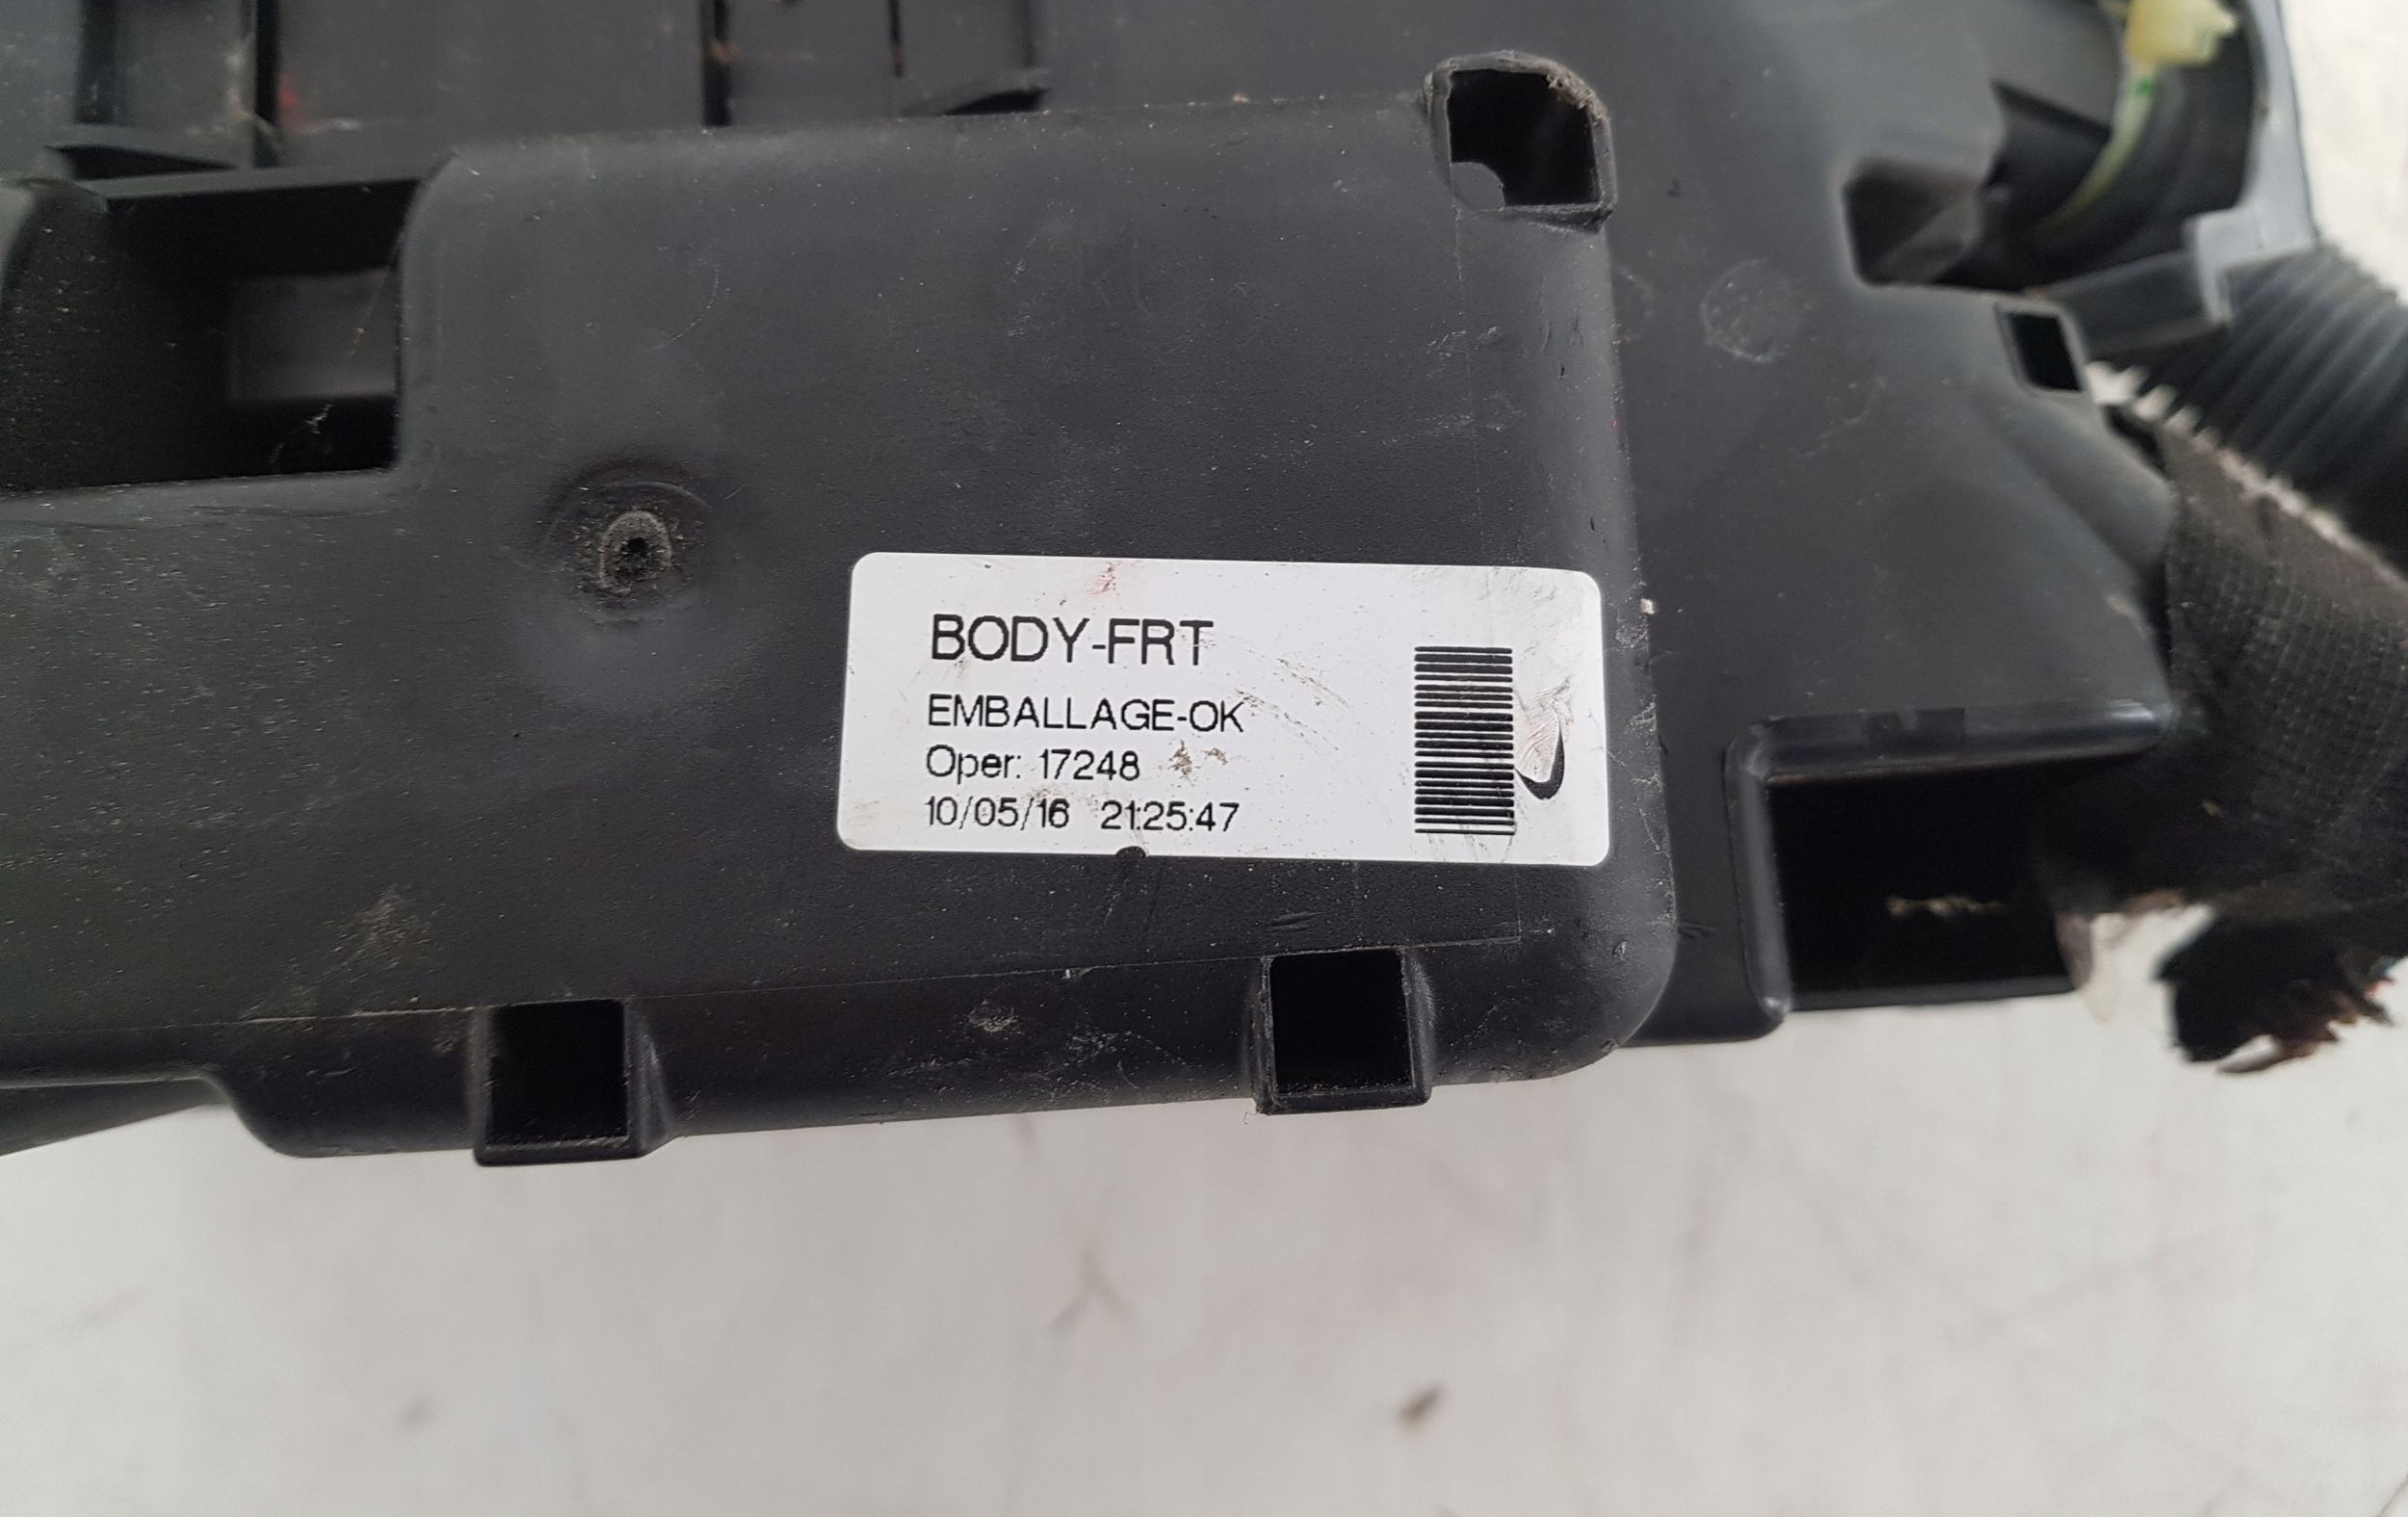 BODY-FRT
EMBALLAGE-OK
Oper: 17248
10/05/16 21:25:47